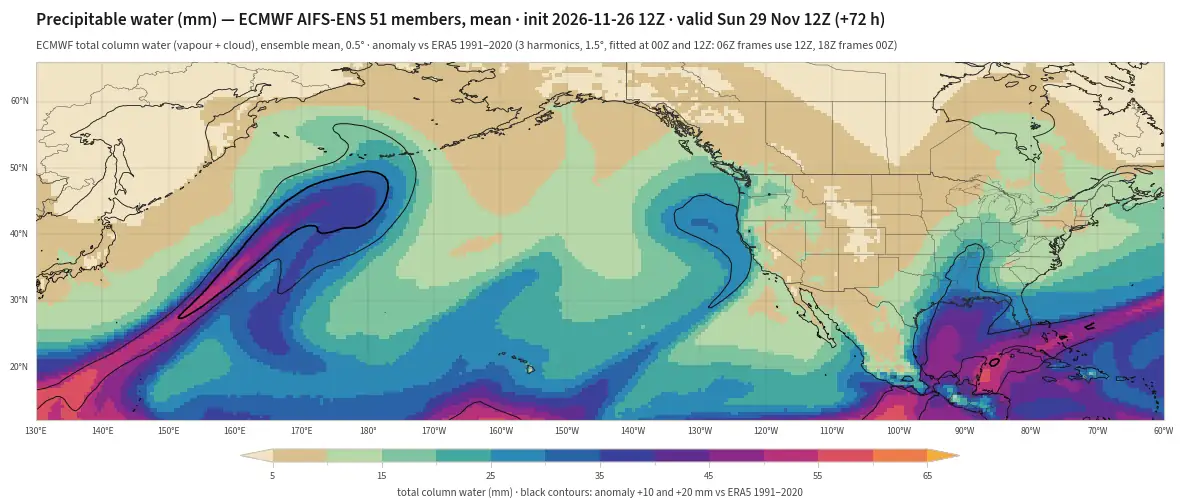 Precipitable water (mm) — ECMWF AIFS-ENS 51 members, mean · init 2026-11-26 12Z · valid Sun 29 Nov 12Z (+72 h)
ECMWF total column water (vapour + cloud), ensemble mean, 0.5° · anomaly vs ERA5 1991–2020 (3 harmonics, 1.5°, fitted at 00Z and 12Z: 06Z frames use 12Z, 18Z frames 00Z)
60°N
50°N
40°N
30°N
20°N
130°E 140°E 150°E 160°E 170°E 180° 170°W 160°W 150°W 140°W 130°W 120°W 110°W 100°W 90°W 80°W 70°W 60°W
5 15 25 35 45 55 65
total column water (mm) · black contours: anomaly +10 and +20 mm vs ERA5 1991–2020